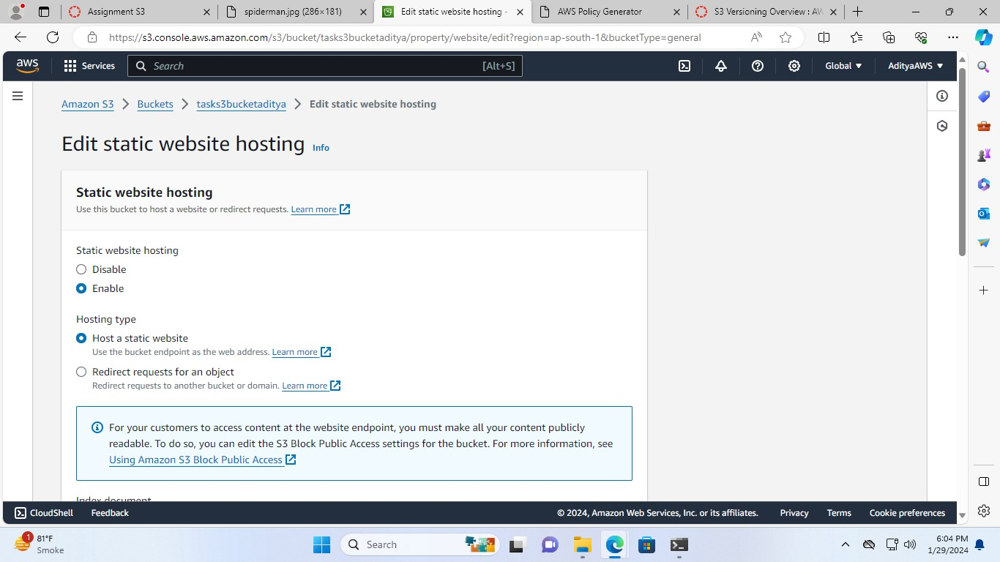 Assignment S3
spiderman.jpg (286×181)
Edit static website hosting -
AWS Policy Generator
S3 Versioning Overview : AW
https://s3.console.aws.amazon.com/s3/bucket/tasks3bucketaditya/property/website/edit?region=ap-south-1&bucketType=general
aws
Services
Search
[Alt+S]
Global
AdityaAWS
Amazon S3
Buckets
tasks3bucketaditya
Edit static website hosting
Edit static website hosting
Info
Static website hosting
Use this bucket to host a website or redirect requests. Learn more
Static website hosting
Disable
Enable
Hosting type
Host a static website
Use the bucket endpoint as the web address. Learn more
Redirect requests for an object
Redirect requests to another bucket or domain. Learn more
For your customers to access content at the website endpoint, you must make all your content publicly
readable. To do so, you can edit the S3 Block Public Access settings for the bucket. For more information, see
Using Amazon S3 Block Public Access
Index document
CloudShell
Feedback
© 2024, Amazon Web Services, Inc. or its affiliates.
Privacy
Terms
Cookie preferences
1
81°F
Smoke
Search
6:04 PM
1/29/2024